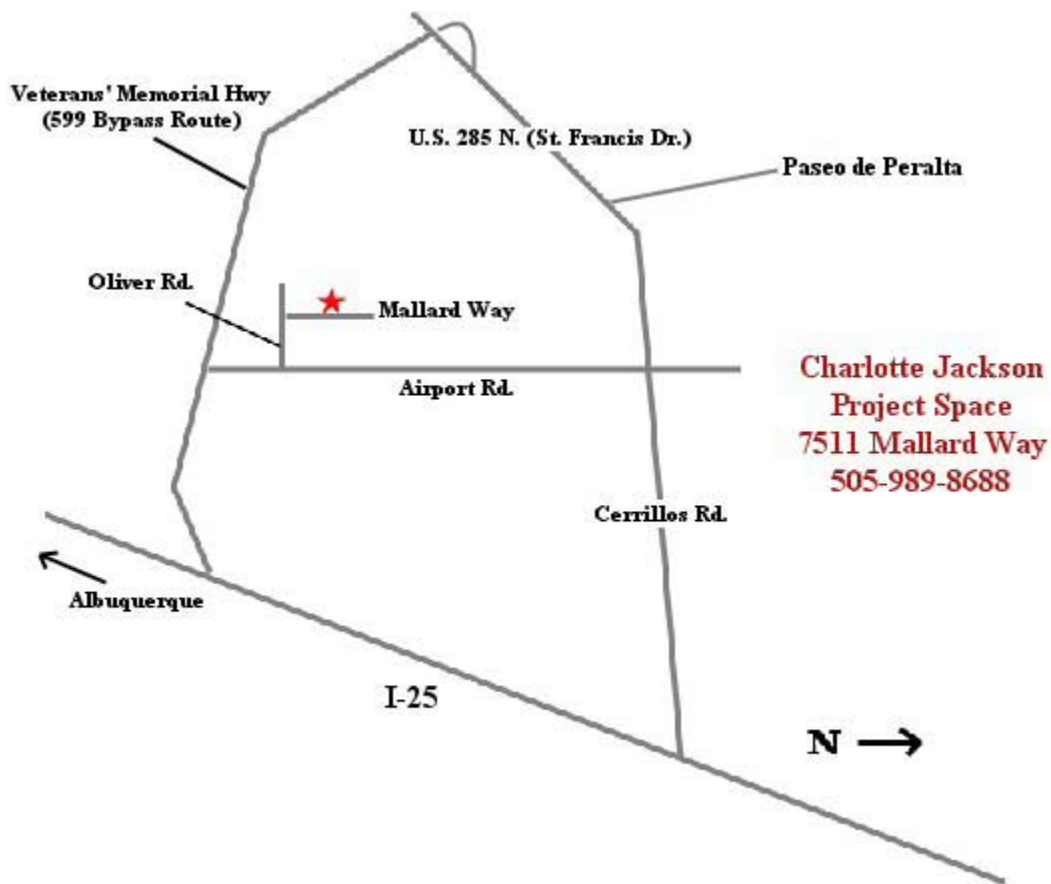 Veterans' Memorial Hwy
(599 Bypass Route)
U.S. 285 N. (St. Francis Dr.)
Paseo de Peralta
Oliver Rd.
Mallard Way
Airport Rd.
Charlotte Jackson
Project Space
7511 Mallard Way
505-989-8688
Cerrillos Rd.
Albuquerque
I-25
N